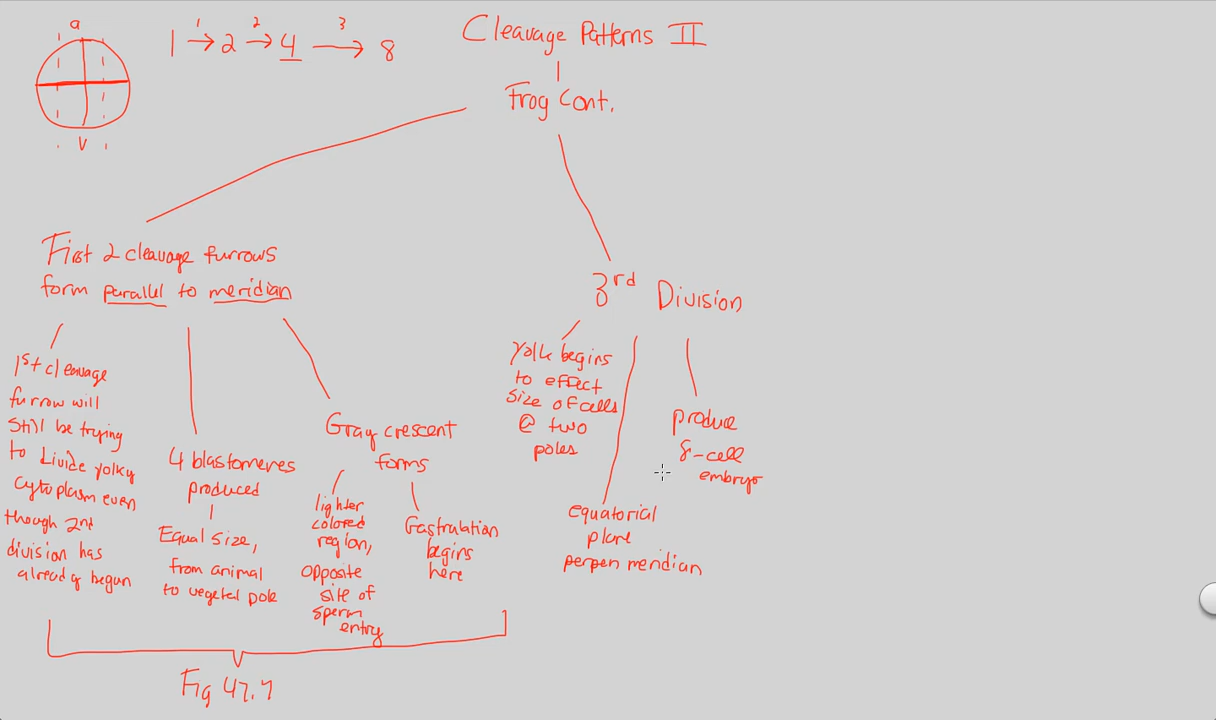 a
V
1 → 2 → 4 → 8
1 2 3
Cleavage Patterns II
Frog Cont.
First 2 cleavage furrows
form parallel to meridian
1st cleavage
furrow will
still be trying
to divide yolky
cytoplasm even
though 2nd
division has
already begun
4 blastomeres
produced
Equal size,
from animal
to vegetal pole
Gray crescent
forms
lighter
colored
region,
opposite
site of
sperm
entry
Gastrulation
begins
here
Fig 47.7
3rd Division
Yolk begins
to effect
size of cells
@ two
poles
equatorial
plane
perpen meridian
produce
8-cell
embryo